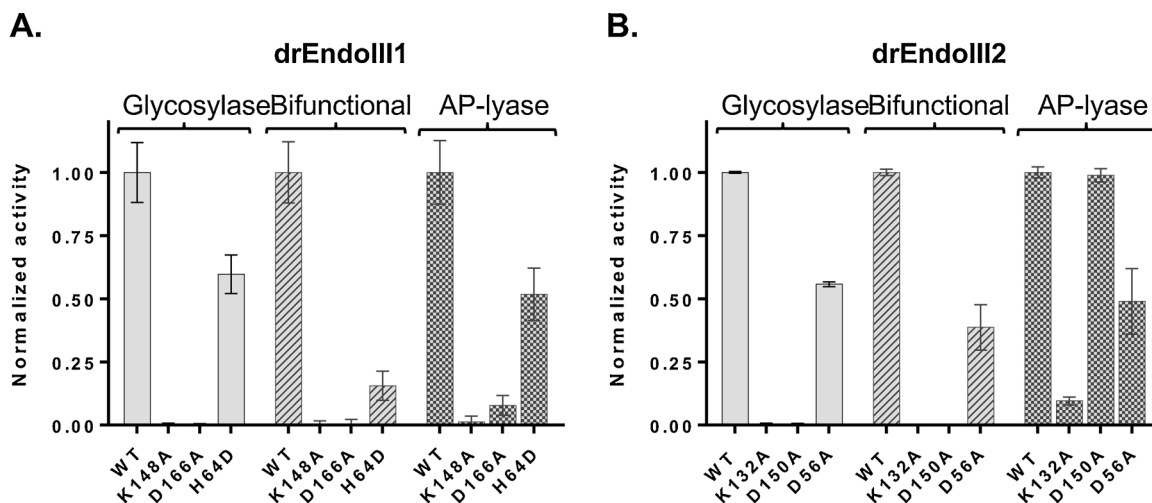 A.
drEndoIII1
Glycosylase Bifunctional AP-lyase
Normalized activity
1.00
0.75
0.50
0.25
0.00
WT K148A D166A H64D WT K148A D166A H64D WT K148A D166A H64D
B.
drEndoIII2
Glycosylase Bifunctional AP-lyase
Normalized activity
1.00
0.75
0.50
0.25
0.00
WT K132A D150A D56A WT K132A D150A D56A WT K132A D150A D56A